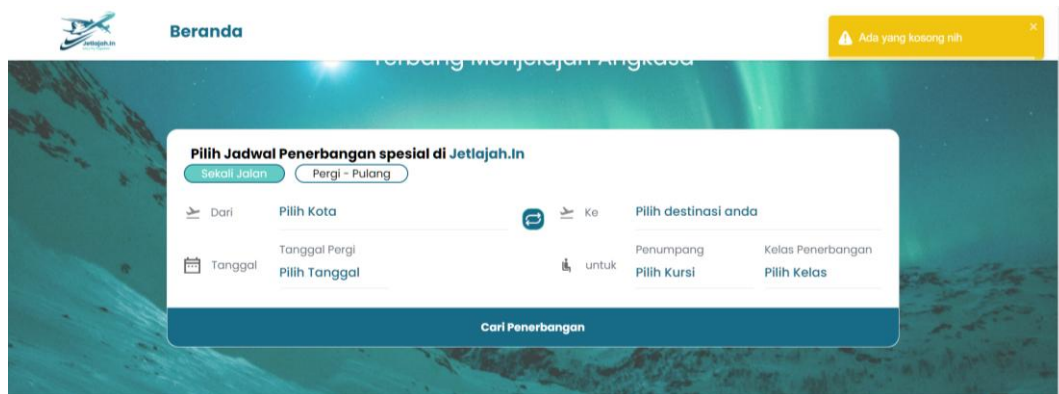 Jetlajah.In
Beranda
Ada yang kosong nih
Terbang Menjelajah Angkasa
Pilih Jadwal Penerbangan spesial di Jetlajah.In
Sekali Jalan
Pergi - Pulang
Dari
Pilih Kota
Ke
Pilih destinasi anda
Tanggal
Tanggal Pergi
Pilih Tanggal
untuk
Penumpang
Pilih Kursi
Kelas Penerbangan
Pilih Kelas
Cari Penerbangan